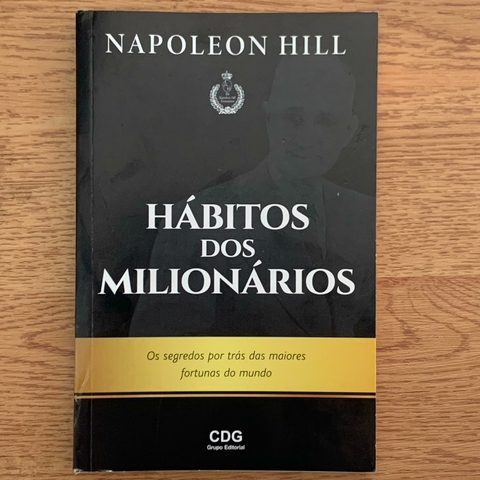 NAPOLEON HILL
HÁBITOS
DOS
MILIONÁRIOS
Os segredos por trás das maiores
fortunas do mundo
CDG
Grupo Editorial